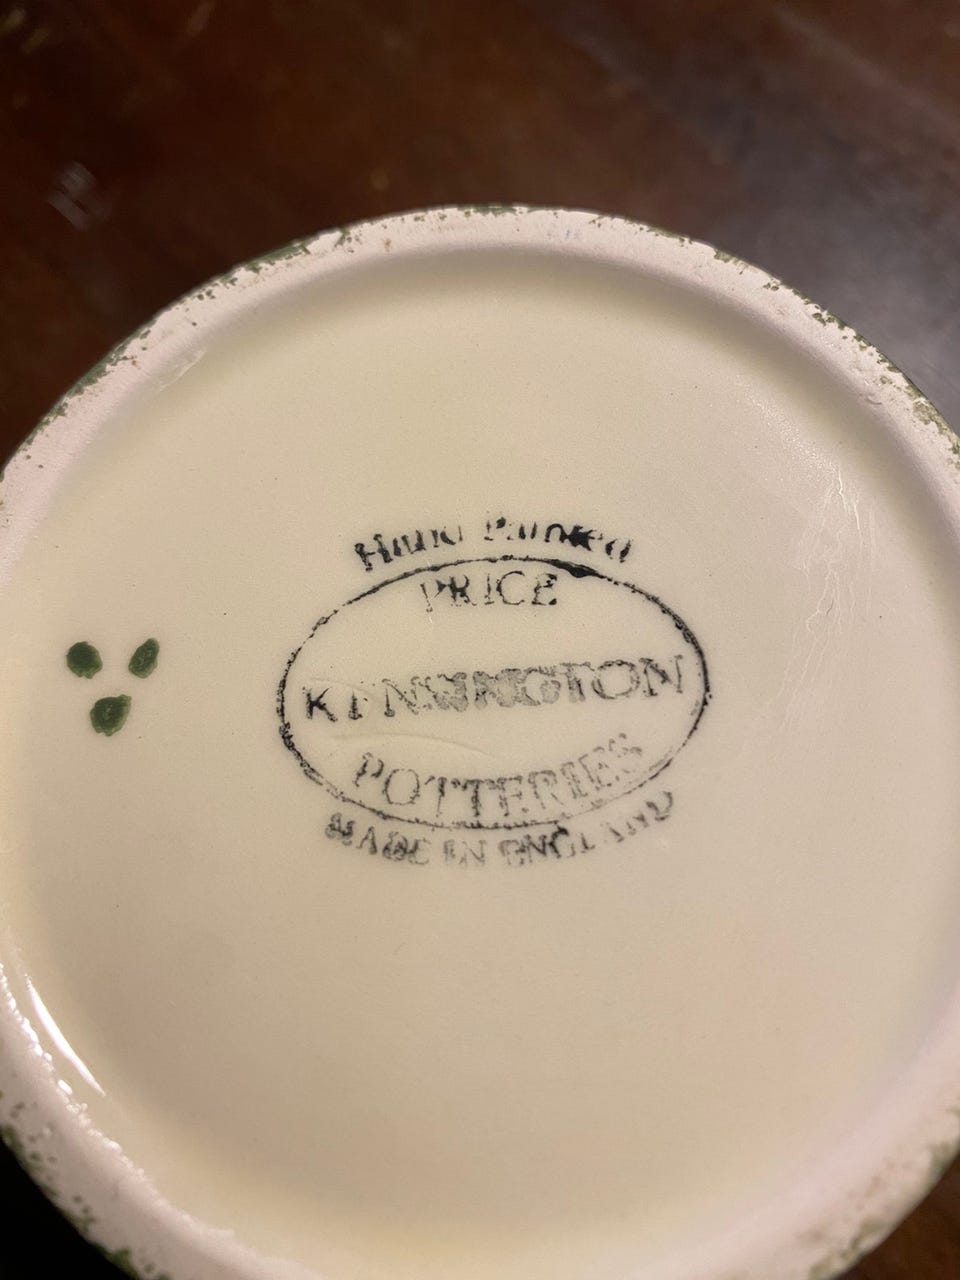 Hand Painted
PRICE
KENSINGTON
POTTERIES
MADE IN ENGLAND